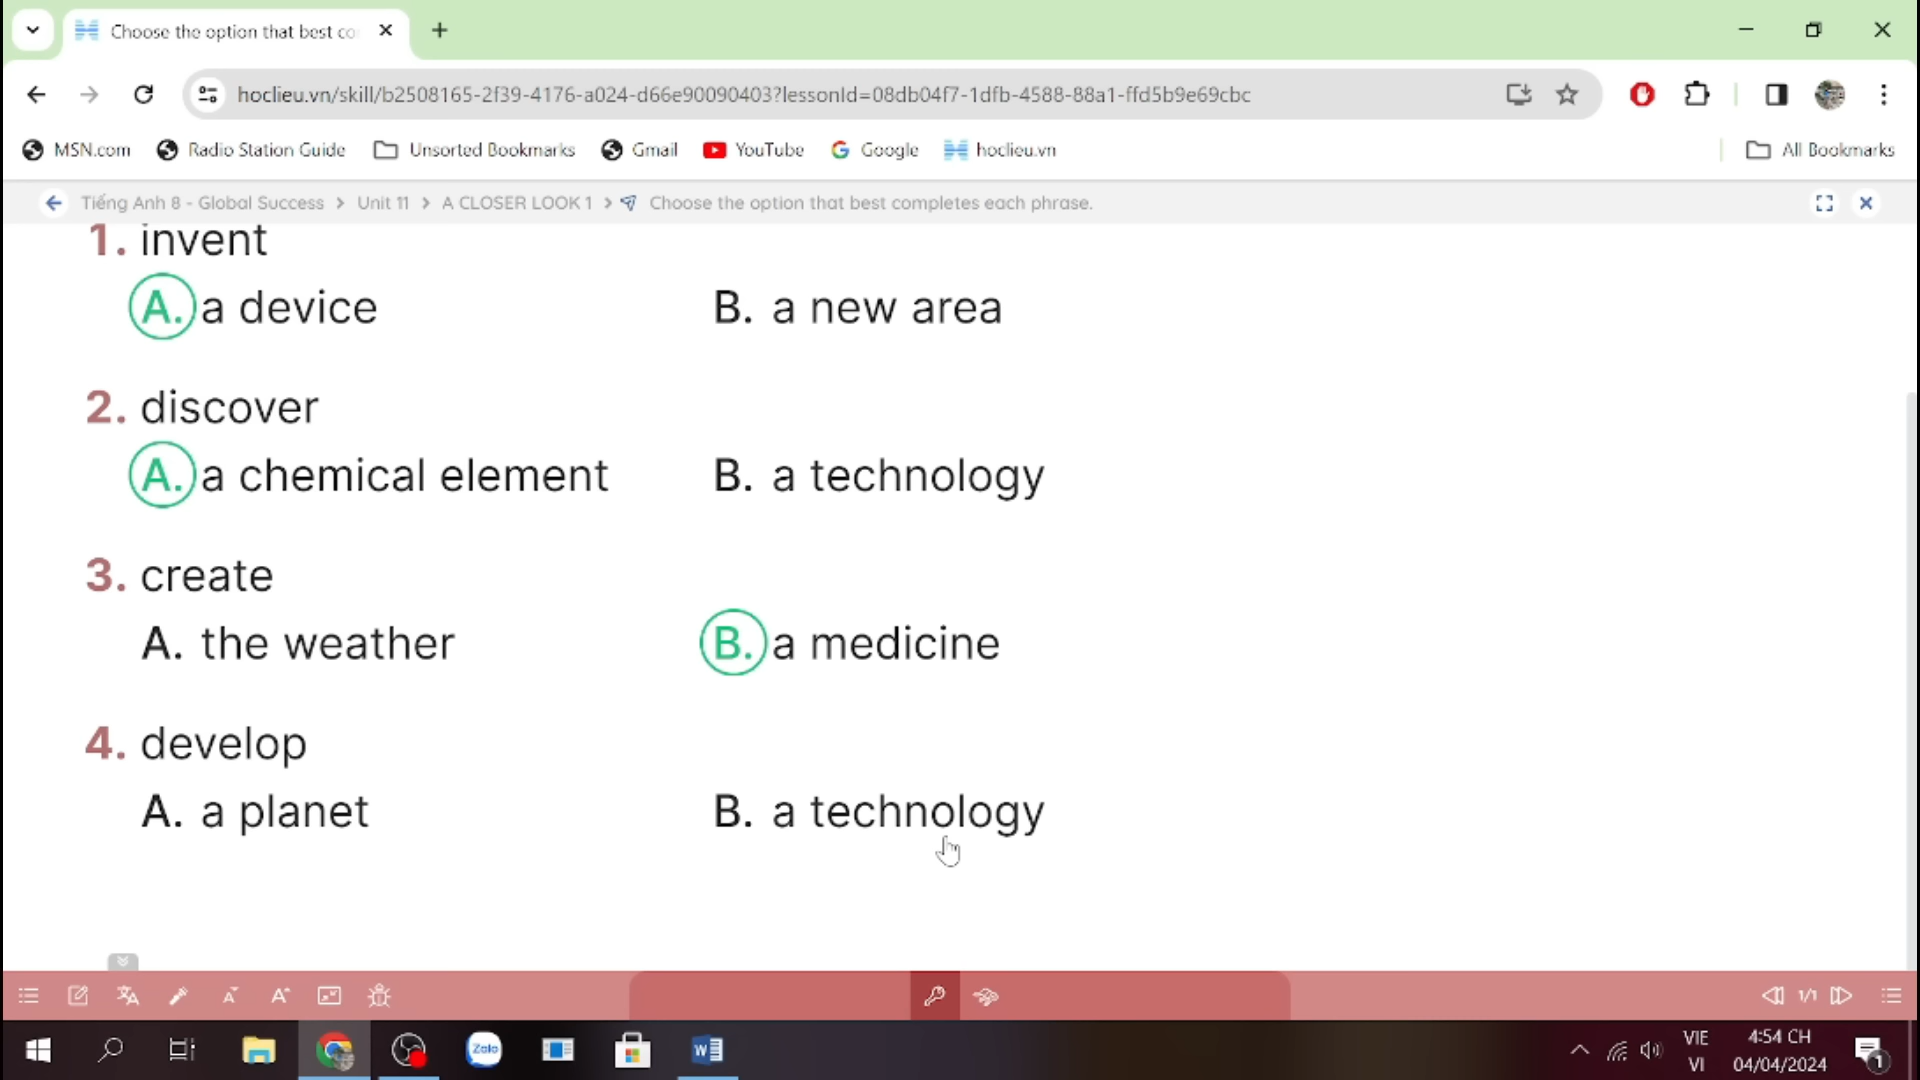 Choose the option that best co
hoclieu.vn/skill/b2508165-2f39-4176-a024-d66e90090403?lessonId=08db04f7-1dfb-4588-88a1-ffd5b9e69cbc
MSN.com Radio Station Guide Unsorted Bookmarks Gmail YouTube Google hoclieu.vn All Bookmarks
Tiếng Anh 8 - Global Success > Unit 11 > A CLOSER LOOK 1 > Choose the option that best completes each phrase.
1. invent
A. a device B. a new area
2. discover
A. a chemical element B. a technology
3. create
A. the weather B. a medicine
4. develop
A. a planet B. a technology
1/1
Zalo
VIE 4:54 CH
VI 04/04/2024
1